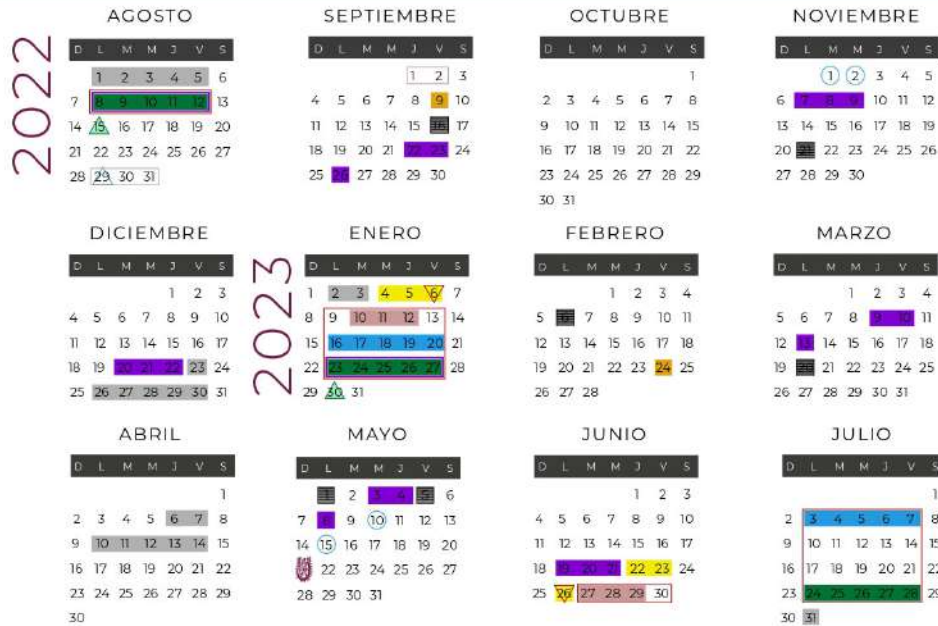 2022
AGOSTO
D L M M J V S
1 2 3 4 5 6
7 8 9 10 11 12 13
14 15 16 17 18 19 20
21 22 23 24 25 26 27
28 29 30 31
SEPTIEMBRE
D L M M J V S
1 2 3
4 5 6 7 8 9 10
11 12 13 14 15 16 17
18 19 20 21 22 23 24
25 26 27 28 29 30
OCTUBRE
D L M M J V S
1
2 3 4 5 6 7 8
9 10 11 12 13 14 15
16 17 18 19 20 21 22
23 24 25 26 27 28 29
30 31
NOVIEMBRE
D L M M J V S
1 2 3 4 5
6 7 8 9 10 11 12
13 14 15 16 17 18 19
20 21 22 23 24 25 26
27 28 29 30
DICIEMBRE
D L M M J V S
1 2 3
4 5 6 7 8 9 10
11 12 13 14 15 16 17
18 19 20 21 22 23 24
25 26 27 28 29 30 31
2023
ENERO
D L M M J V S
1 2 3 4 5 6 7
8 9 10 11 12 13 14
15 16 17 18 19 20 21
22 23 24 25 26 27 28
29 30 31
FEBRERO
D L M M J V S
1 2 3 4
5 6 7 8 9 10 11
12 13 14 15 16 17 18
19 20 21 22 23 24 25
26 27 28
MARZO
D L M M J V S
1 2 3 4
5 6 7 8 9 10 11
12 13 14 15 16 17 18
19 20 21 22 23 24 25
26 27 28 29 30 31
ABRIL
D L M M J V S
1
2 3 4 5 6 7 8
9 10 11 12 13 14 15
16 17 18 19 20 21 22
23 24 25 26 27 28 29
30
MAYO
D L M M J V S
1 2 3 4 5 6
7 8 9 10 11 12 13
14 15 16 17 18 19 20
22 23 24 25 26 27
28 29 30 31
JUNIO
D L M M J V S
1 2 3
4 5 6 7 8 9 10
11 12 13 14 15 16 17
18 19 20 21 22 23 24
25 26 27 28 29 30
JULIO
D L M M J V S
1
2 3 4 5 6 7 8
9 10 11 12 13 14 15
16 17 18 19 20 21 22
23 24 25 26 27 28 29
30 31